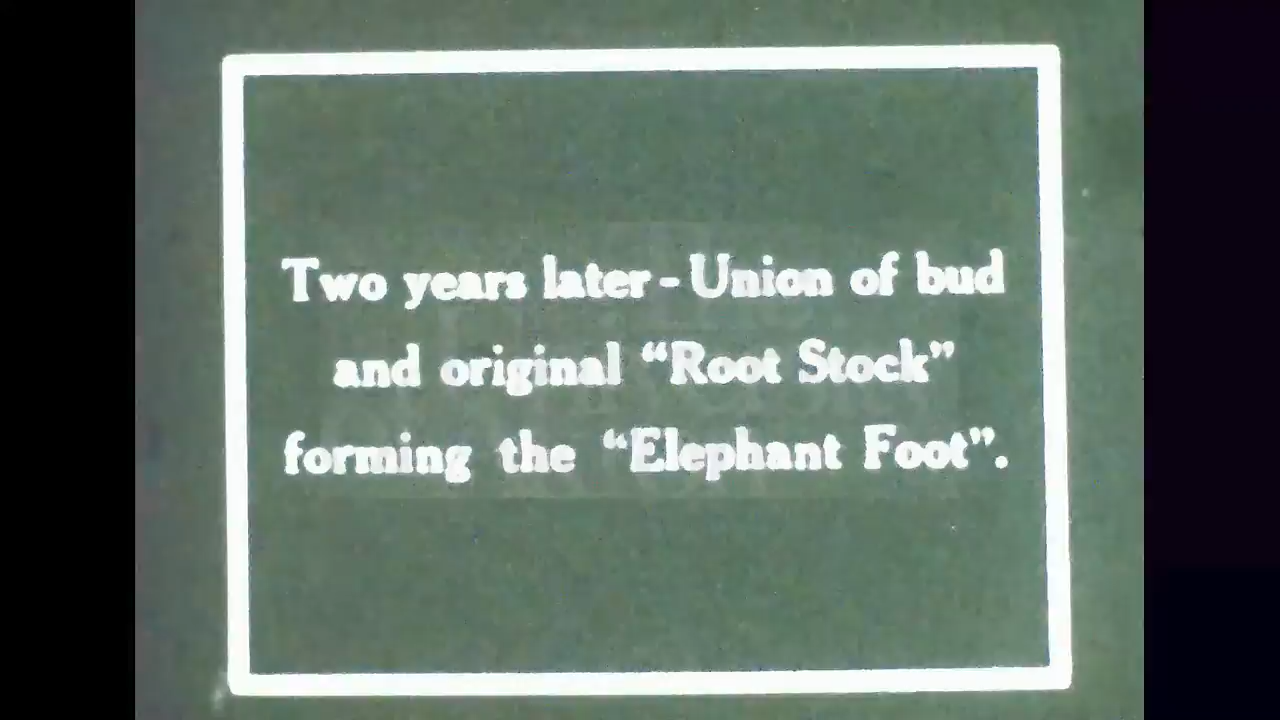 Two years later - Union of bud
and original “Root Stock”
forming the “Elephant Foot”.